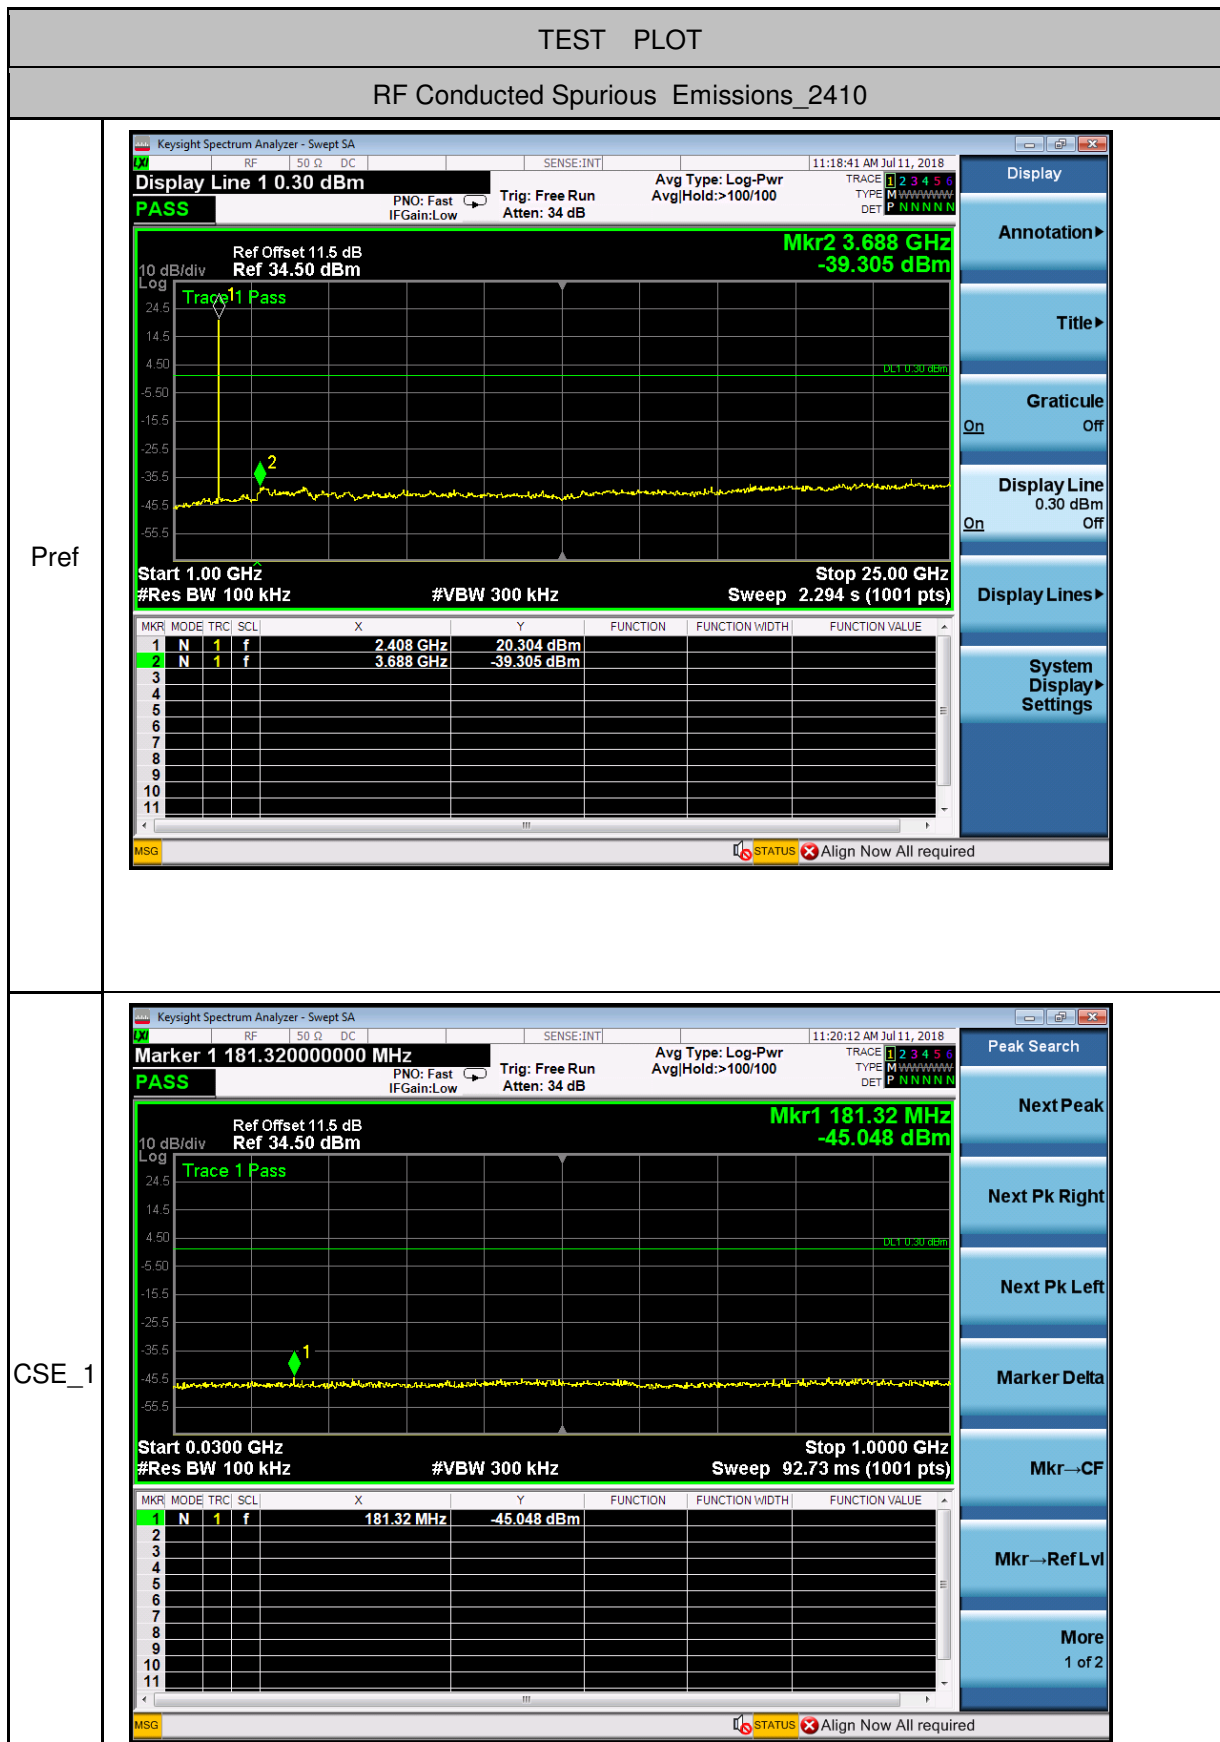 TEST PLOT
RF Conducted Spurious Emissions_2410
Pref
Keysight Spectrum Analyzer - Swept SA
LXI RF 50 Ω DC SENSE:INT 11:18:41 AM Jul 11, 2018
Display Line 1 0.30 dBm
PASS
PNO: Fast
IFGain:Low
Trig: Free Run
Atten: 34 dB
Avg Type: Log-Pwr
Avg|Hold:>100/100
TRACE 1 2 3 4 5 6
TYPE M WWWWW
DET P N N N N N
Mkr2 3.688 GHz
-39.305 dBm
Ref Offset 11.5 dB
10 dB/div Ref 34.50 dBm
Log
Trace 1 Pass
1
24.5
14.5
4.50
DL1 0.30 dBm
-5.50
-15.5
-25.5
2
-35.5
-45.5
-55.5
Start 1.00 GHz Stop 25.00 GHz
#Res BW 100 kHz #VBW 300 kHz Sweep 2.294 s (1001 pts)
MKR MODE TRC SCL X Y FUNCTION FUNCTION WIDTH FUNCTION VALUE
1 N 1 f 2.408 GHz 20.304 dBm
2 N 1 f 3.688 GHz -39.305 dBm
3
4
5
6
7
8
9
10
11
MSG STATUS Align Now All required
Display
Annotation
Title
Graticule
On Off
Display Line
0.30 dBm
On Off
Display Lines
System
Display
Settings
CSE_1
Keysight Spectrum Analyzer - Swept SA
LXI RF 50 Ω DC SENSE:INT 11:20:12 AM Jul 11, 2018
Marker 1 181.320000000 MHz
PASS
PNO: Fast
IFGain:Low
Trig: Free Run
Atten: 34 dB
Avg Type: Log-Pwr
Avg|Hold:>100/100
TRACE 1 2 3 4 5 6
TYPE M WWWWW
DET P N N N N N
Mkr1 181.32 MHz
-45.048 dBm
Ref Offset 11.5 dB
10 dB/div Ref 34.50 dBm
Log
Trace 1 Pass
24.5
14.5
4.50
DL1 0.30 dBm
-5.50
-15.5
-25.5
-35.5
1
-45.5
-55.5
Start 0.0300 GHz Stop 1.0000 GHz
#Res BW 100 kHz #VBW 300 kHz Sweep 92.73 ms (1001 pts)
MKR MODE TRC SCL X Y FUNCTION FUNCTION WIDTH FUNCTION VALUE
1 N 1 f 181.32 MHz -45.048 dBm
2
3
4
5
6
7
8
9
10
11
MSG STATUS Align Now All required
Peak Search
Next Peak
Next Pk Right
Next Pk Left
Marker Delta
Mkr→CF
Mkr→Ref Lvl
More
1 of 2